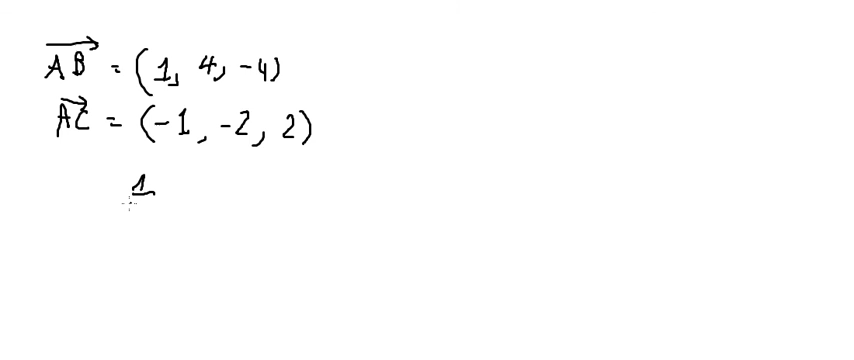 AB = (1, 4, -4)
AC = (-1, -2, 2)
1